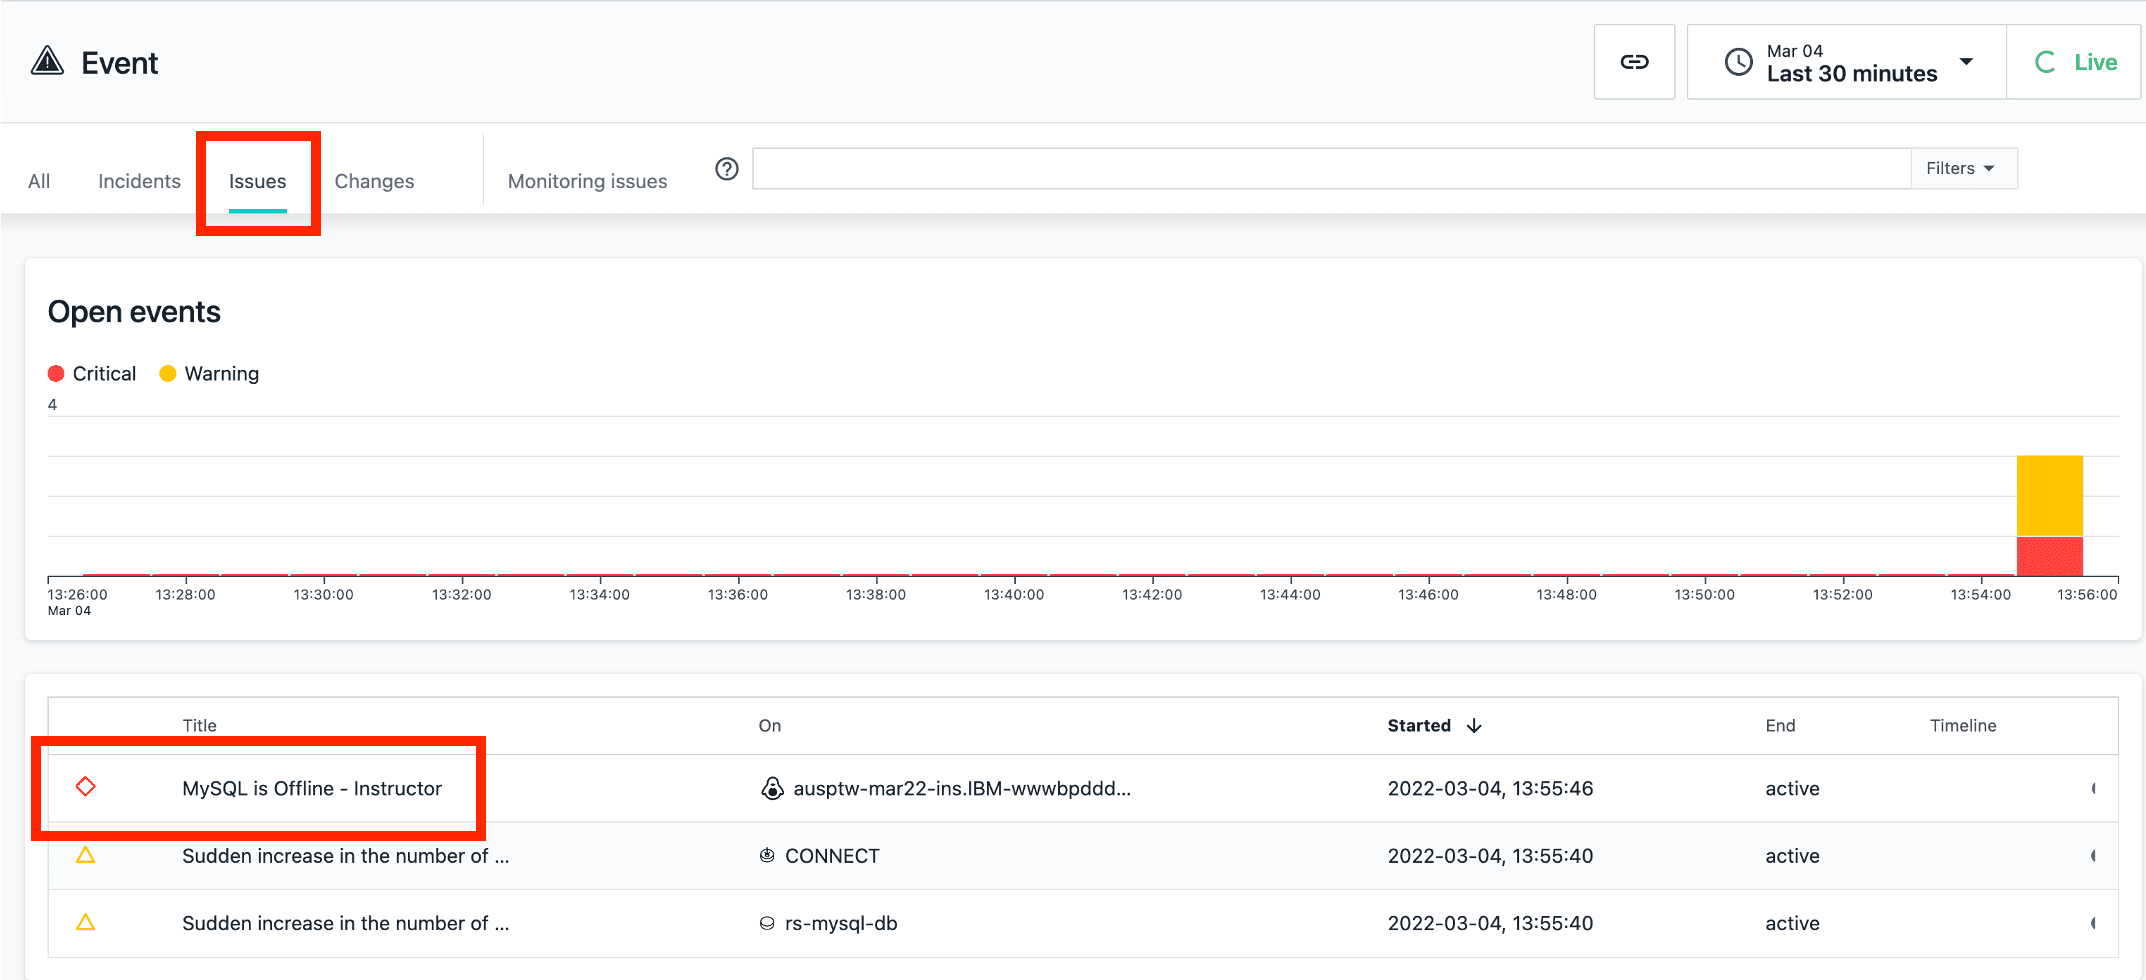 Event
Mar 04
Last 30 minutes
Live
All Incidents Issues Changes Monitoring issues Filters
Open events
Critical Warning
4
13:26:00 13:28:00 13:30:00 13:32:00 13:34:00 13:36:00 13:38:00 13:40:00 13:42:00 13:44:00 13:46:00 13:48:00 13:50:00 13:52:00 13:54:00 13:56:00
Mar 04
Title On Started End Timeline
MySQL is Offline - Instructor ausptw-mar22-ins.IBM-wwwbpddd... 2022-03-04, 13:55:46 active
Sudden increase in the number of ... CONNECT 2022-03-04, 13:55:40 active
Sudden increase in the number of ... rs-mysql-db 2022-03-04, 13:55:40 active